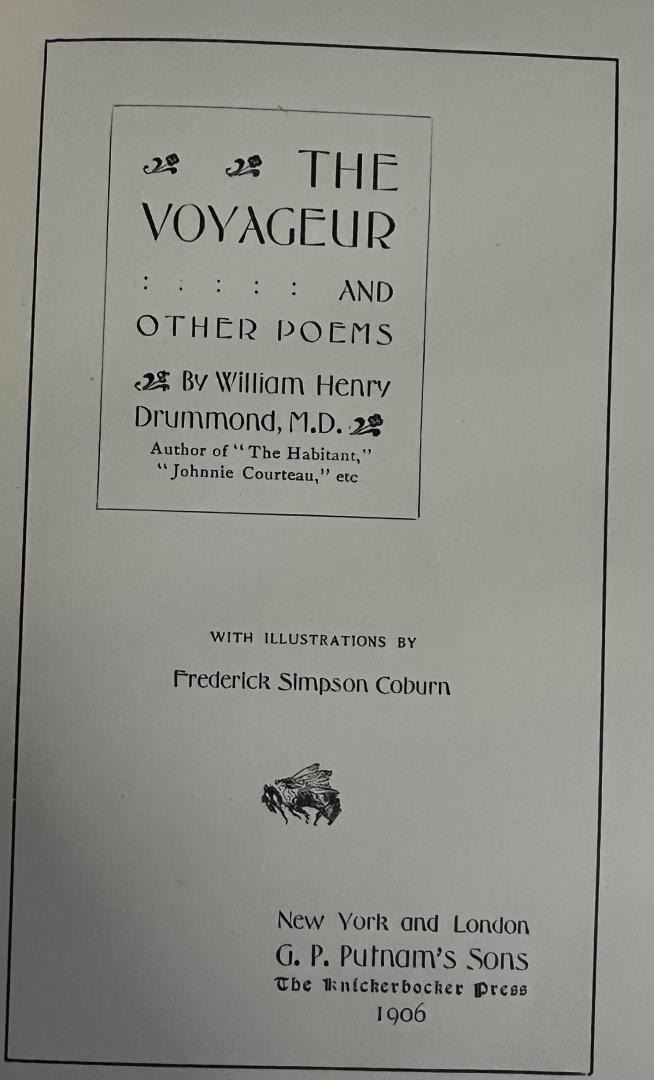 THE
VOYAGEUR
: : : : : AND
OTHER POEMS
By William Henry
Drummond, M.D.
Author of "The Habitant,"
"Johnnie Courteau," etc
WITH ILLUSTRATIONS BY
Frederick Simpson Coburn
New York and London
G. P. Putnam's Sons
The Knickerbocker Press
1906